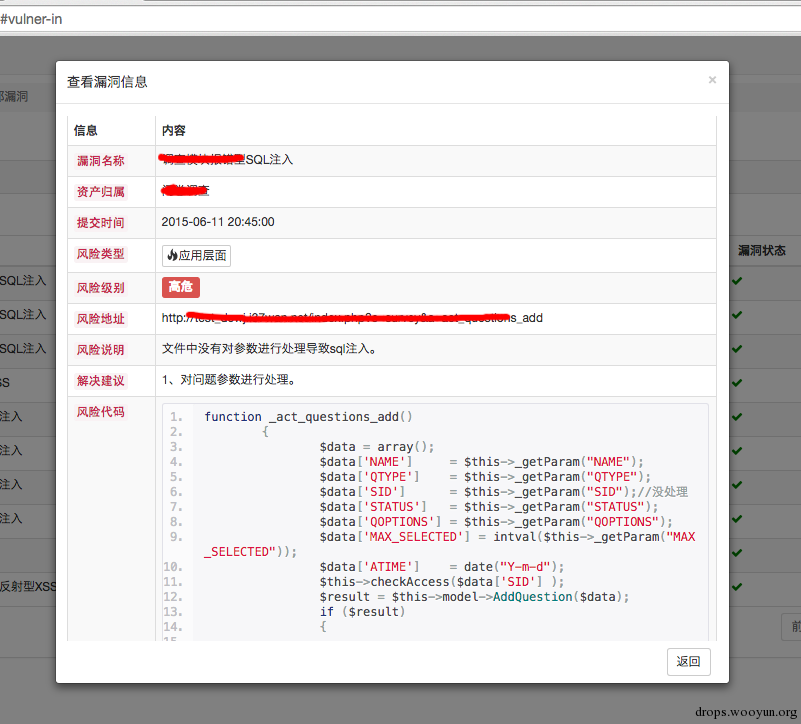 #vulner-in
查看漏洞信息
×
部漏洞
信息 内容
漏洞名称 SQL注入
资产归属
提交时间 2015-06-11 20:45:00
风险类型 应用层面
漏洞状态
风险级别 高危
风险地址 http:/ns_add
风险说明 文件中没有对参数进行处理导致sql注入。
解决建议 1、对问题参数进行处理。
风险代码
1. function _act_questions_add()
2. {
3. $data = array();
4. $data['NAME'] = $this->_getParam("NAME");
5. $data['QTYPE'] = $this->_getParam("QTYPE");
6. $data['SID'] = $this->_getParam("SID");//没处理
7. $data['STATUS'] = $this->_getParam("STATUS");
8. $data['QOPTIONS'] = $this->_getParam("QOPTIONS");
9. $data['MAX_SELECTED'] = intval($this->_getParam("MAX
_SELECTED"));
10. $data['ATIME'] = date("Y-m-d");
11. $this->checkAccess($data['SID'] );
12. $result = $this->model->AddQuestion($data);
13. if ($result)
14. {
15.
SQL注入
SQL注入
SQL注入
SS
注入
注入
注入
注入
反射型XSS
前
返回
drops.wooyun.org